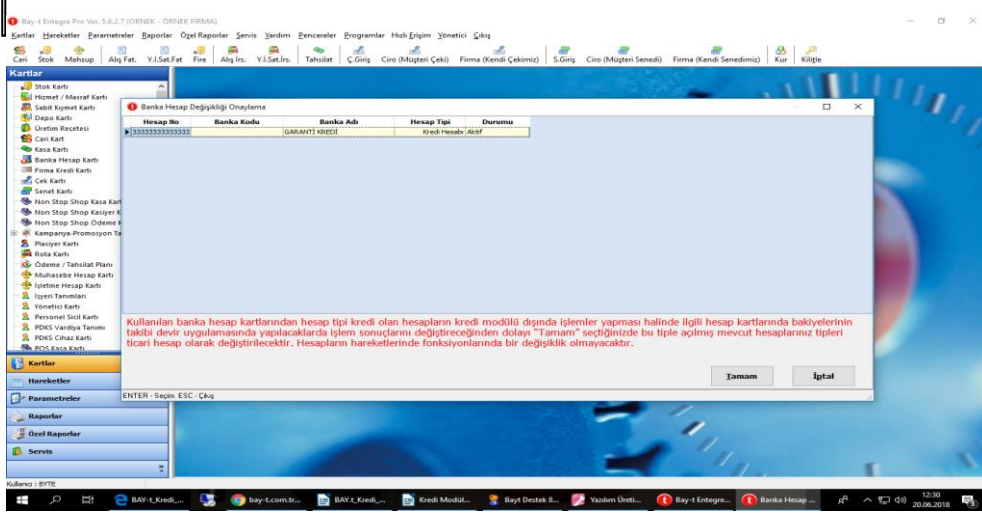 Bay-t Entegre Pro Ver. 5.6.2.7 (ORNEK - ÖRNEK FİRMA)
Kartlar Hareketler Parametreler Raporlar Özel Raporlar Servis Yardım Pencereler Programlar Hızlı Erişim Yönetici Çıkış
Cari Stok Mahsup Alış Fat. V.İ.Sat.Fat Fire Alış İrs. V.İ.Sat.İrs. Tahsilat Ç.Giriş Ciro (Müşteri Çeki) Firma (Kendi Çekimiz) S.Giriş Ciro (Müşteri Senedi) Firma (Kendi Senedimiz) Kur Kilitle
Kartlar
Stok Kartı
Hizmet / Masraf Kartı
Sabit Kıymet Kartı
Depo Kartı
Üretim Reçetesi
Cari Kart
Kasa Kartı
Banka Hesap Kartı
Firma Kredi Kartı
Çek Kartı
Senet Kartı
Non Stop Shop Kasa Kart
Non Stop Shop Kasiyer K
Non Stop Shop Ödeme K
Kampanya-Promosyon Ta
Plasiyer Kartı
Rota Kartı
Ödeme / Tahsilat Planı
Muhasebe Hesap Kartı
İşletme Hesap Kartı
İşyeri Tanımları
Yönetici Kartı
Personel Sicil Kartı
PDKS Vardiya Tanımı
PDKS Cihaz Kartı
POS Kasa Kartı
Kartlar
Hareketler
Parametreler
Raporlar
Özel Raporlar
Servis
Banka Hesap Değişikliği Onaylama
Hesap No Banka Kodu Banka Adı Hesap Tipi Durumu
33333333333333 GARANTİ KREDİ Kredi Hesabı Aktif
Kullanılan banka hesap kartlarından hesap tipi kredi olan hesapların kredi modülü dışında işlemler yapması halinde ilgili hesap kartlarında bakiyelerinin
takibi devir uygulamasında yapılacaklarda işlem sonuçlarını değiştireceğinden dolayı "Tamam" seçtiğinizde bu tiple açılmış mevcut hesaplarınız tipleri
ticari hesap olarak değiştirilecektir. Hesapların hareketlerinde fonksiyonlarında bir değişiklik olmayacaktır.
Tamam İptal
ENTER - Seçim ESC - Çıkış
Kullanıcı : BYTE
BAY-t_Kredi_... bay-t.com.tr... BAY.t_Kredi_... Kredi Modül... Bayt Destek B... Yazılım Üreti... Bay-t Entegre... Banka Hesap ... 12:30
20.06.2018